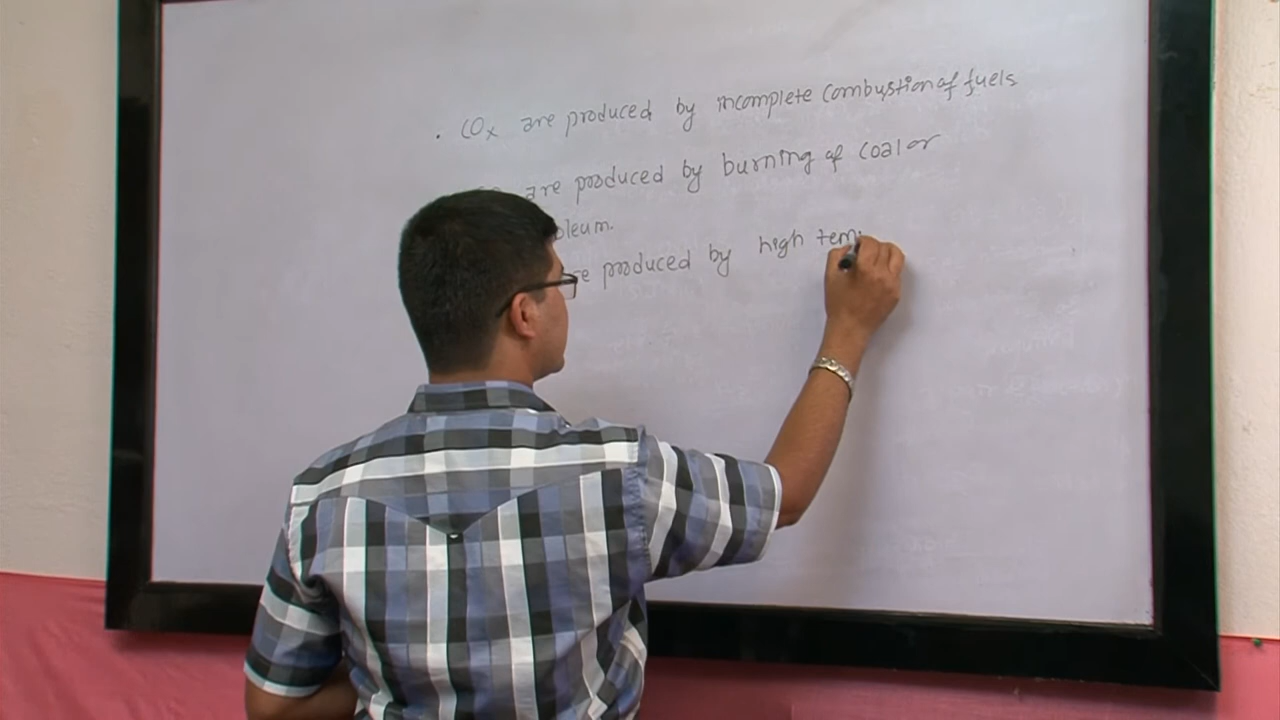 . COx are produced by incomplete combustion of fuels
are produced by burning of coal or
oleum.
re produced by high tem